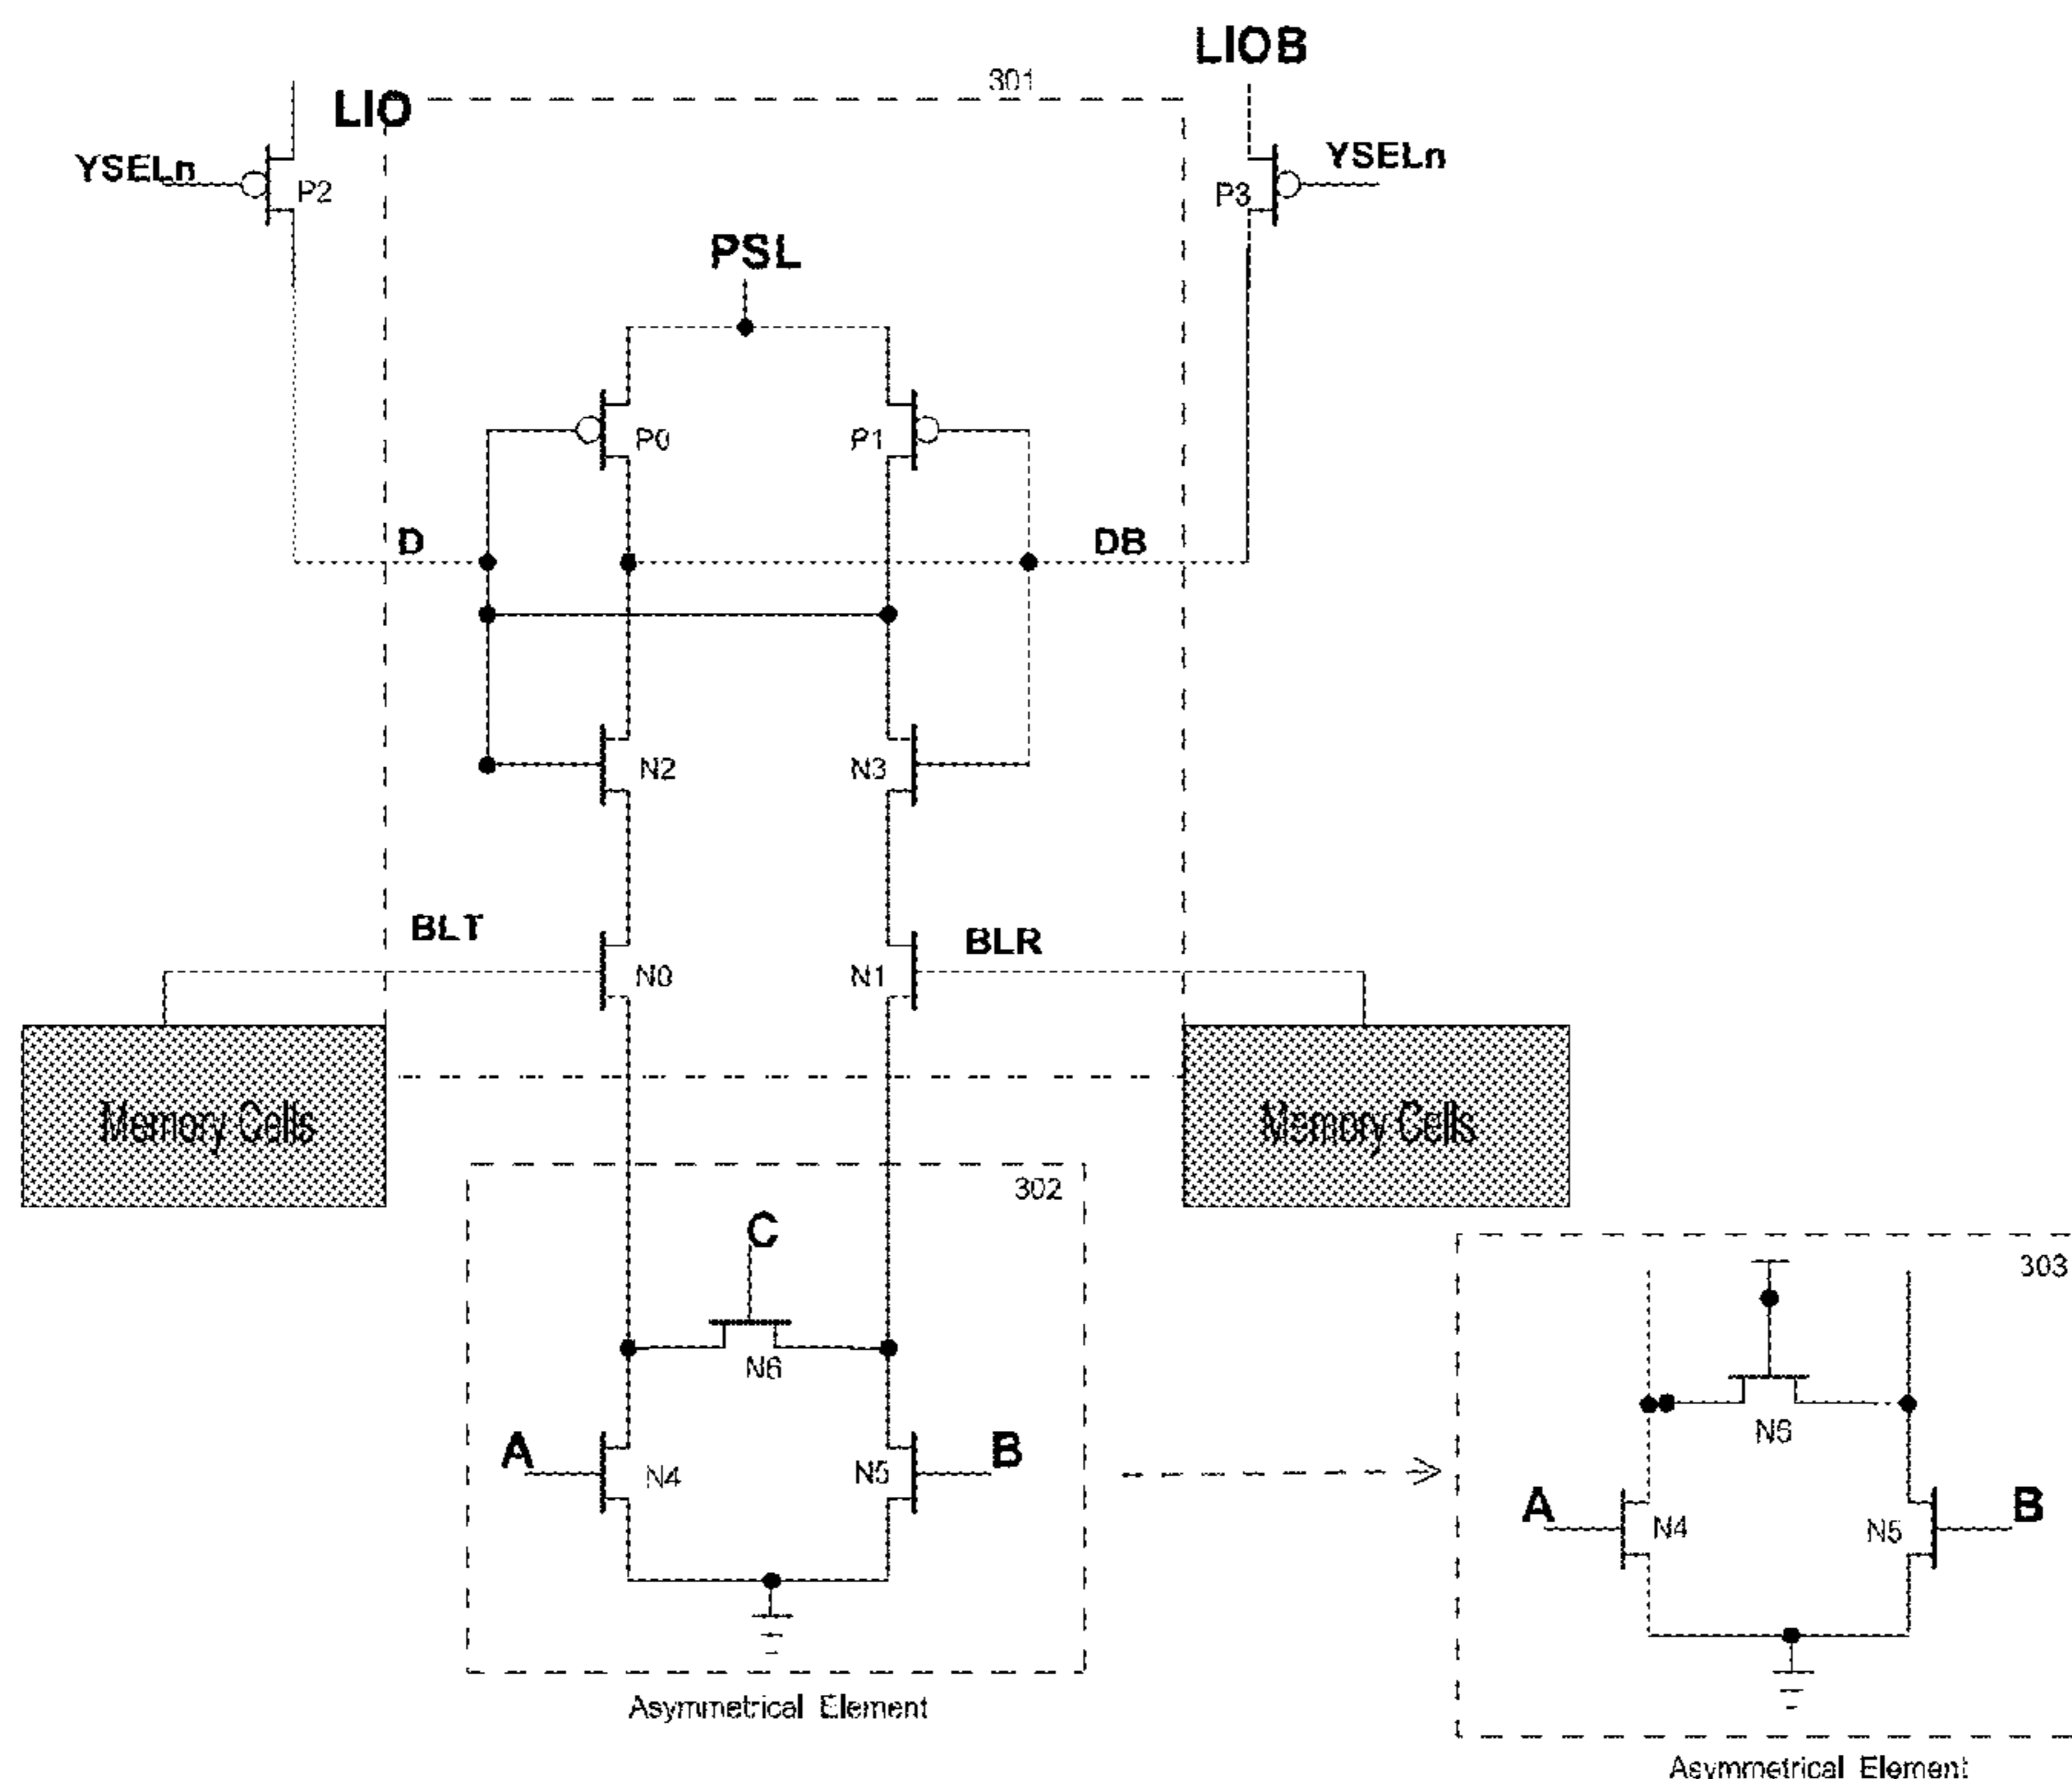 LIOB
301
LIO
YSELn
YSELn
P2
P3
PSL
P0
P1
D
DB
N2
N3
BLT
BLR
N0
N1
Memory Cells
Memory Cells
302
C
303
N6
A
B
N4
N5
N6
A
B
N4
N5
Asymmetrical Element
Asymmetrical Element